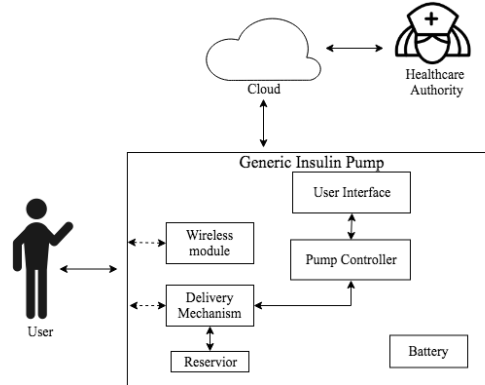 Cloud
Healthcare
Authority
Generic Insulin Pump
User Interface
Wireless
module
Pump Controller
User
Delivery
Mechanism
Reservior
Battery